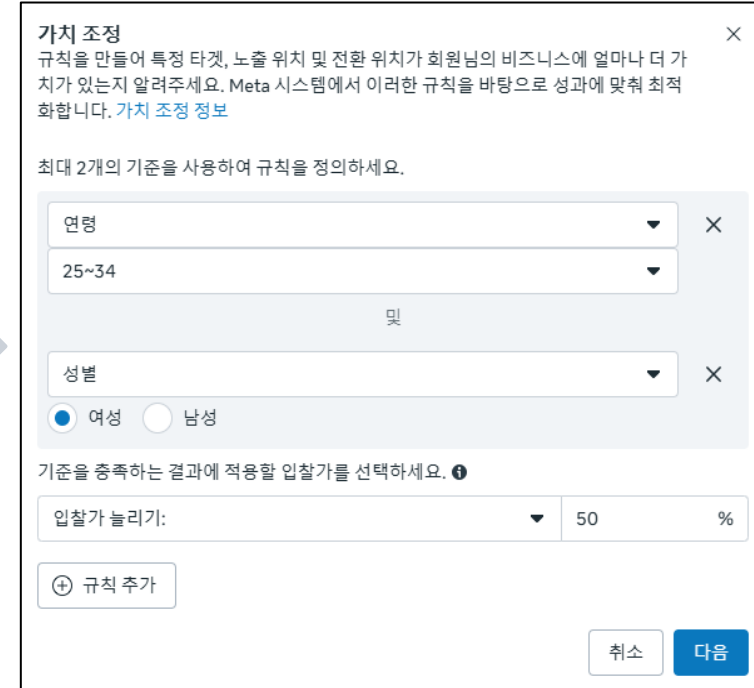 가치 조정
규칙을 만들어 특정 타겟, 노출 위치 및 전환 위치가 회원님의 비즈니스에 얼마나 더 가
치가 있는지 알려주세요. Meta 시스템에서 이러한 규칙을 바탕으로 성과에 맞춰 최적
화합니다. 가치 조정 정보
최대 2개의 기준을 사용하여 규칙을 정의하세요.
연령
25~34
및
성별
여성 남성
기준을 충족하는 결과에 적용할 입찰가를 선택하세요.
입찰가 늘리기: 50 %
규칙 추가
취소 다음